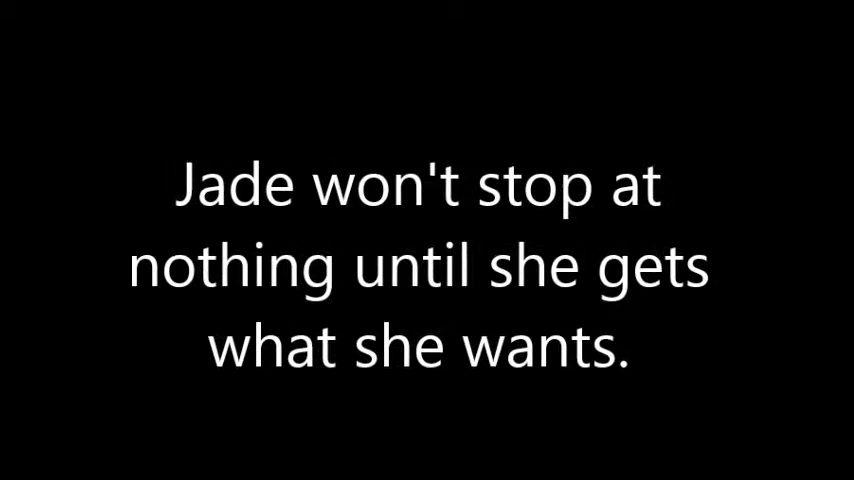 Jade won't stop at
nothing until she gets
what she wants.